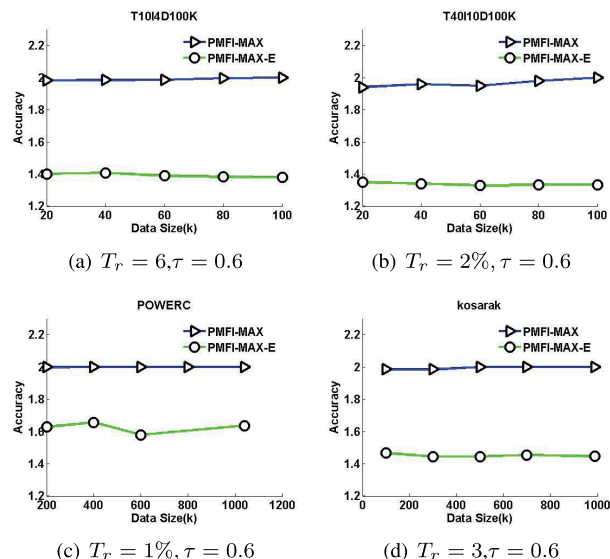 T10I4D100K
2.2
2
1.8
1.6
1.4
1.2
Accuracy
PMFI-MAX
PMFI-MAX-E
20 40 60 80 100
Data Size(k)
(a) T_r = 6,τ = 0.6
T40I10D100K
2.2
2
1.8
1.6
1.4
1.2
Accuracy
PMFI-MAX
PMFI-MAX-E
20 40 60 80 100
Data Size(k)
(b) T_r = 2%, τ = 0.6
POWERC
2.2
2
1.8
1.6
1.4
1.2
Accuracy
PMFI-MAX
PMFI-MAX-E
200 400 600 800 1000 1200
Data Size(k)
(c) T_r = 1%, τ = 0.6
kosarak
2.2
2
1.8
1.6
1.4
1.2
Accuracy
PMFI-MAX
PMFI-MAX-E
0 200 400 600 800 1000
Data Size(k)
(d) T_r = 3,τ = 0.6